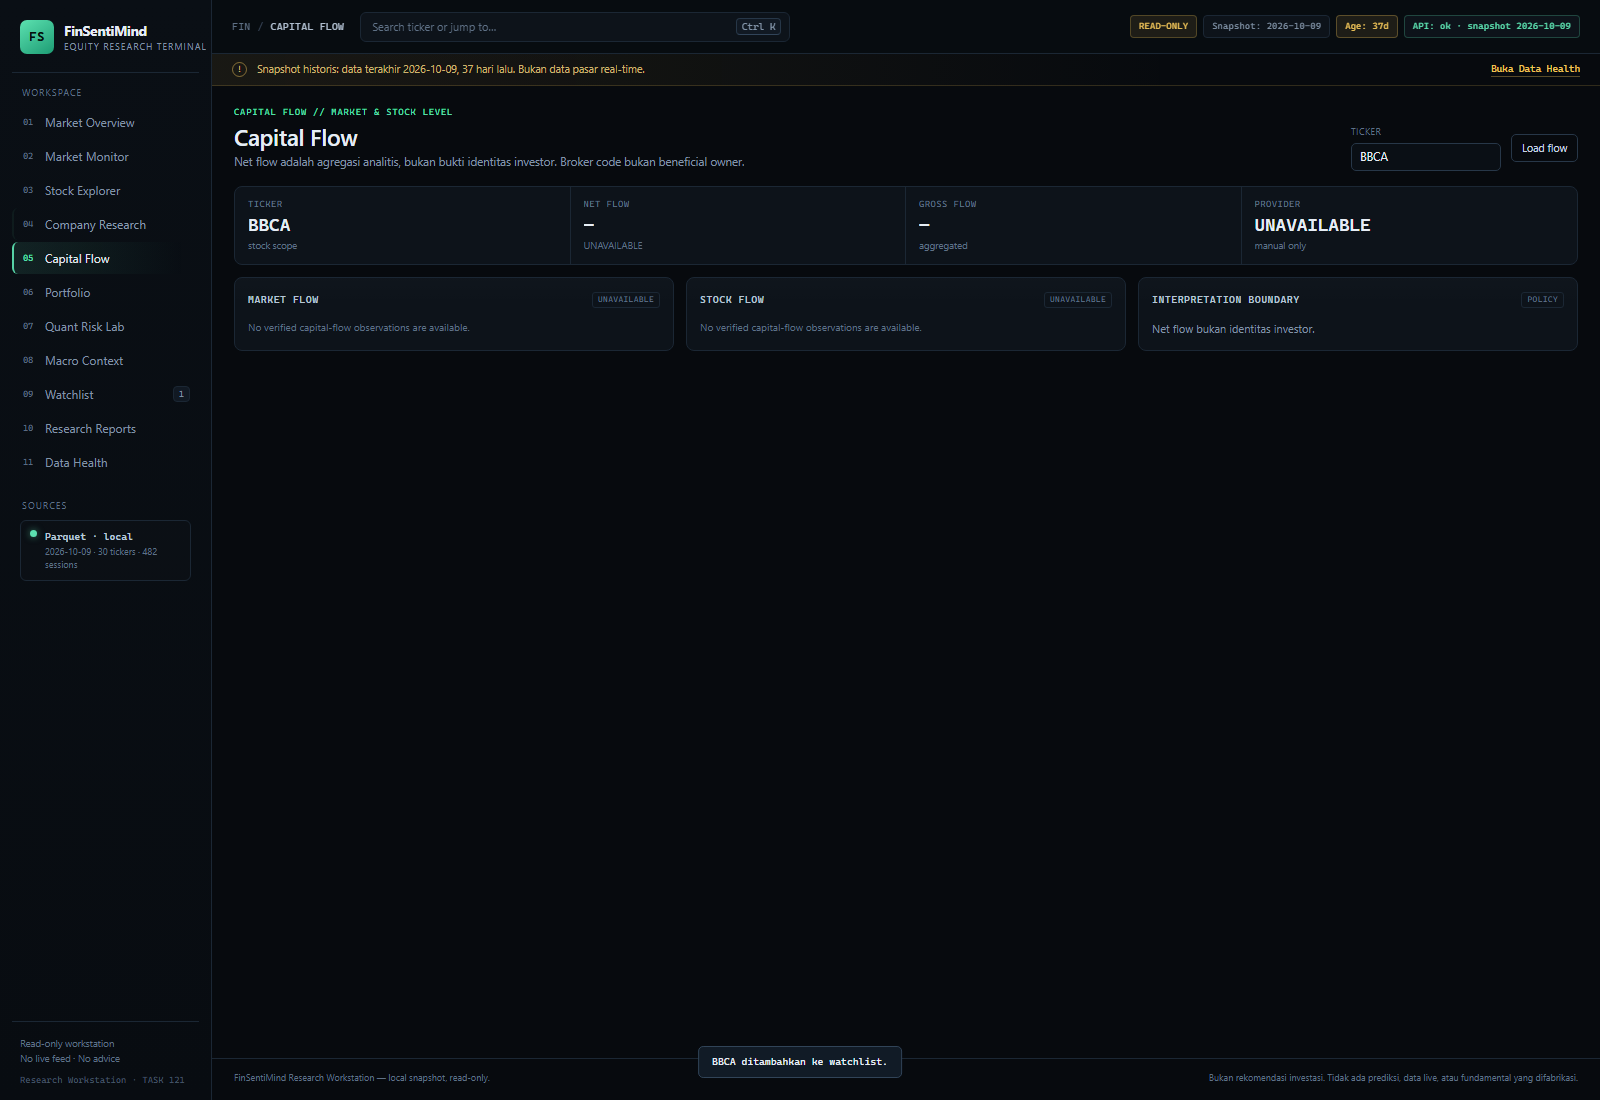 FS
FinSentiMind
EQUITY RESEARCH TERMINAL
WORKSPACE
01 Market Overview
02 Market Monitor
03 Stock Explorer
04 Company Research
05 Capital Flow
06 Portfolio
07 Quant Risk Lab
08 Macro Context
09 Watchlist 1
10 Research Reports
11 Data Health
SOURCES
Parquet · local
2026-10-09 · 30 tickers · 482
sessions
Read-only workstation
No live feed · No advice
Research Workstation · TASK 121
FIN / CAPITAL FLOW
Search ticker or jump to...
Ctrl K
READ-ONLY
Snapshot: 2026-10-09
Age: 37d
API: ok · snapshot 2026-10-09
! Snapshot historis: data terakhir 2026-10-09, 37 hari lalu. Bukan data pasar real-time.
Buka Data Health
CAPITAL FLOW // MARKET & STOCK LEVEL
Capital Flow
Net flow adalah agregasi analitis, bukan bukti identitas investor. Broker code bukan beneficial owner.
TICKER
BBCA
Load flow
TICKER
BBCA
stock scope
NET FLOW
—
UNAVAILABLE
GROSS FLOW
—
aggregated
PROVIDER
UNAVAILABLE
manual only
MARKET FLOW
UNAVAILABLE
No verified capital-flow observations are available.
STOCK FLOW
UNAVAILABLE
No verified capital-flow observations are available.
INTERPRETATION BOUNDARY
POLICY
Net flow bukan identitas investor.
BBCA ditambahkan ke watchlist.
FinSentiMind Research Workstation — local snapshot, read-only.
Bukan rekomendasi investasi. Tidak ada prediksi, data live, atau fundamental yang difabrikasi.